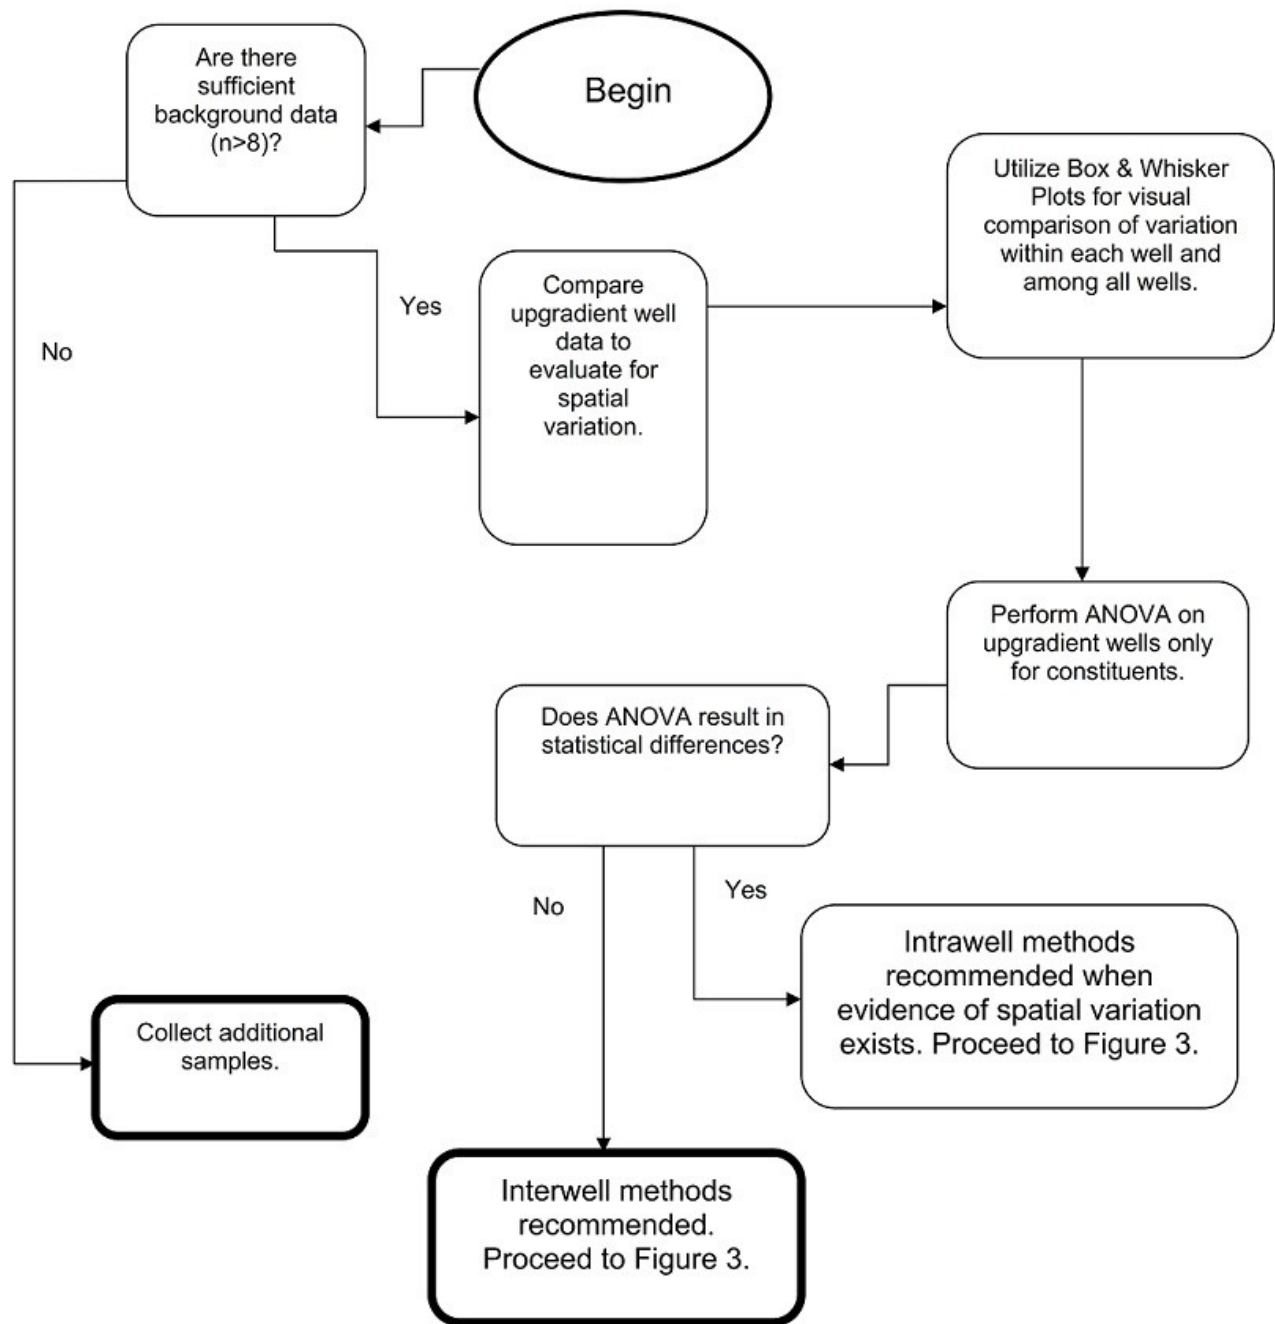 Begin
Are there
sufficient
background data
(n>8)?
Yes
No
Compare
upgradient well
data to
evaluate for
spatial
variation.
Utilize Box & Whisker
Plots for visual
comparison of variation
within each well and
among all wells.
Perform ANOVA on
upgradient wells only
for constituents.
Does ANOVA result in
statistical differences?
No
Yes
Intrawell methods
recommended when
evidence of spatial variation
exists. Proceed to Figure 3.
Collect additional
samples.
Interwell methods
recommended.
Proceed to Figure 3.